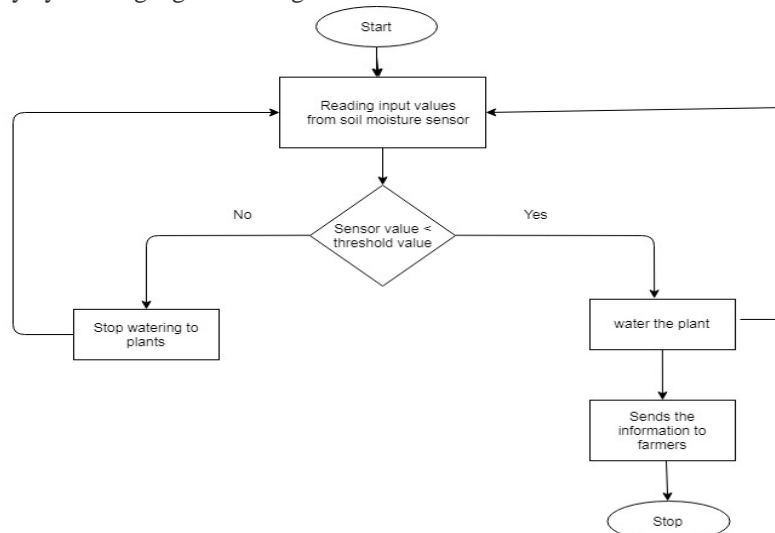 Start
Reading input values
from soil moisture sensor
No
Yes
Sensor value <
threshold value
Stop watering to
plants
water the plant
Sends the
information to
farmers
Stop